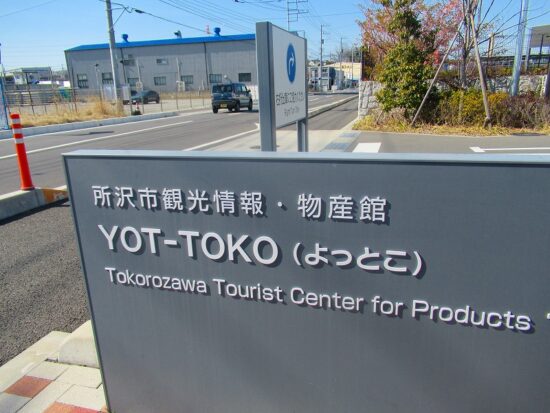 所沢市観光情報・物産館
YOT-TOKO (よっとこ)
Tokorozawa Tourist Center for Products